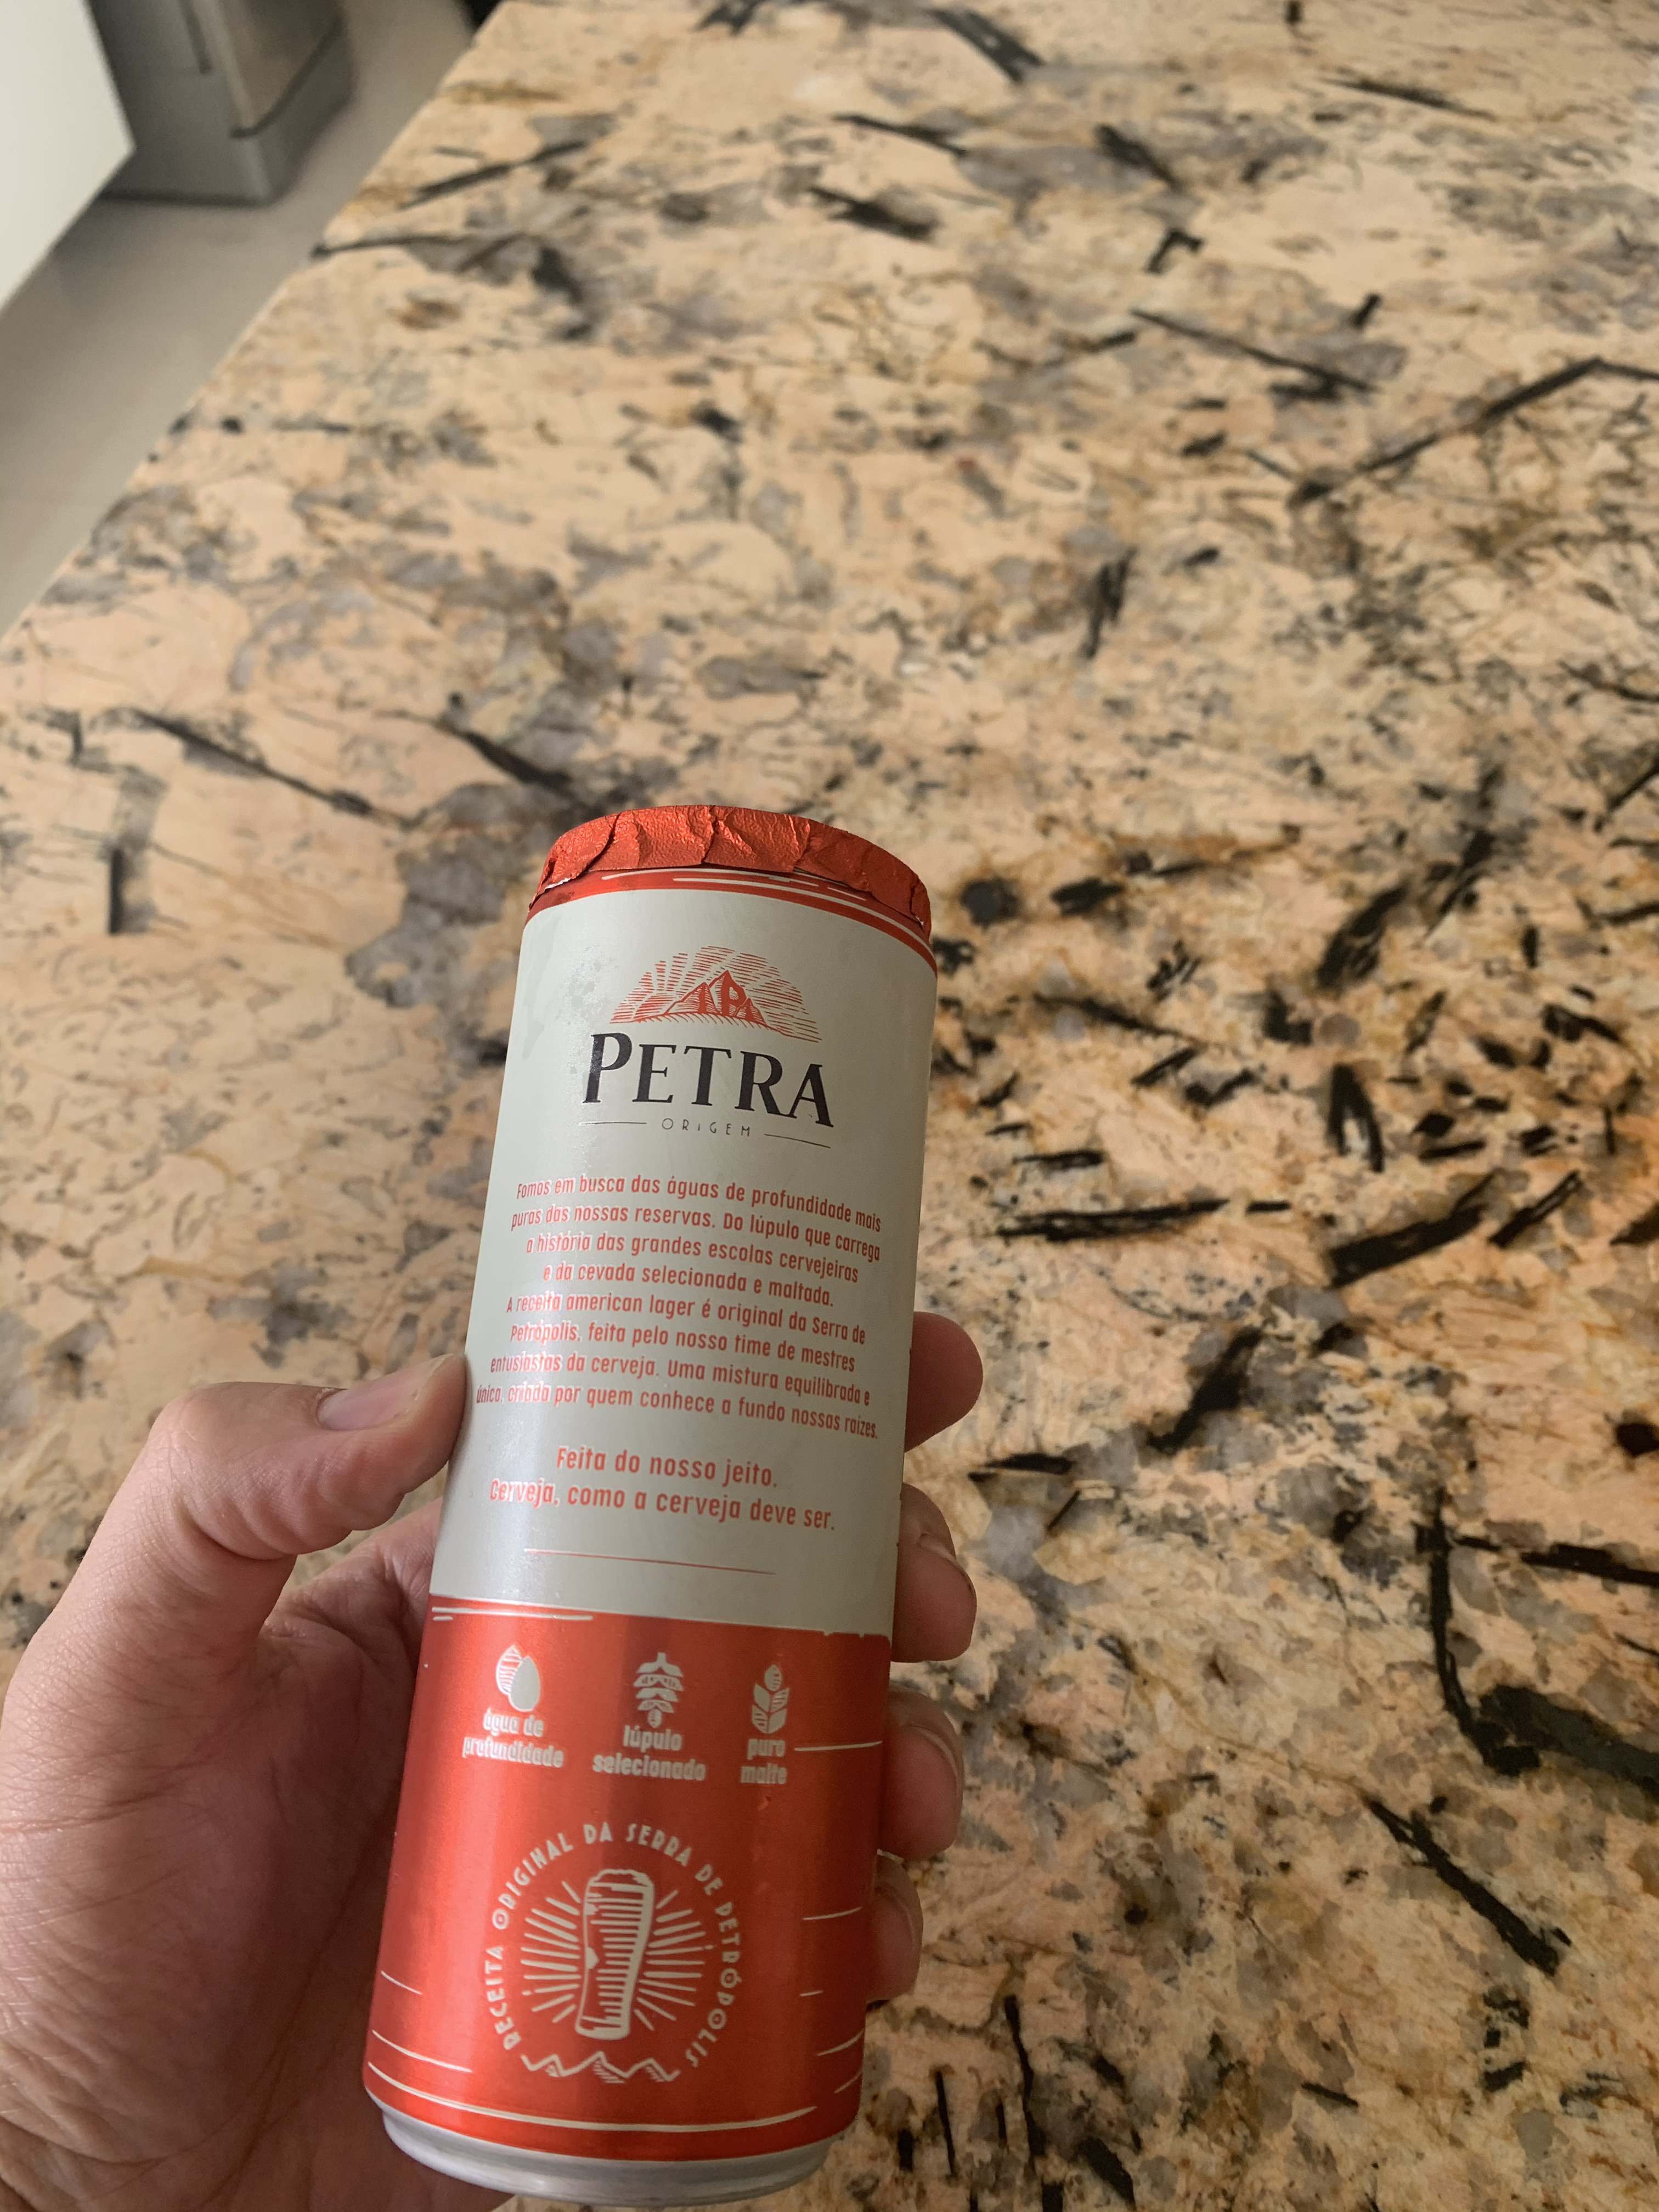 PETRA
ORIGEM
Fomos em busca das águas de profundidade mais
puras das nossas reservas. Do lúpulo que carrega
a história das grandes escolas cervejeiras
e da cevada selecionada e maltada.
A receita american lager é original da Serra de
Petrópolis, feita pelo nosso time de mestres
entusiastas da cerveja. Uma mistura equilibrada e
única, criada por quem conhece a fundo nossas raízes.
Feita do nosso jeito.
Cerveja, como a cerveja deve ser.
água de
profundidade
lúpulo
selecionado
puro
malte
RECEITA ORIGINAL DA SERRA DE PETRÓPOLIS